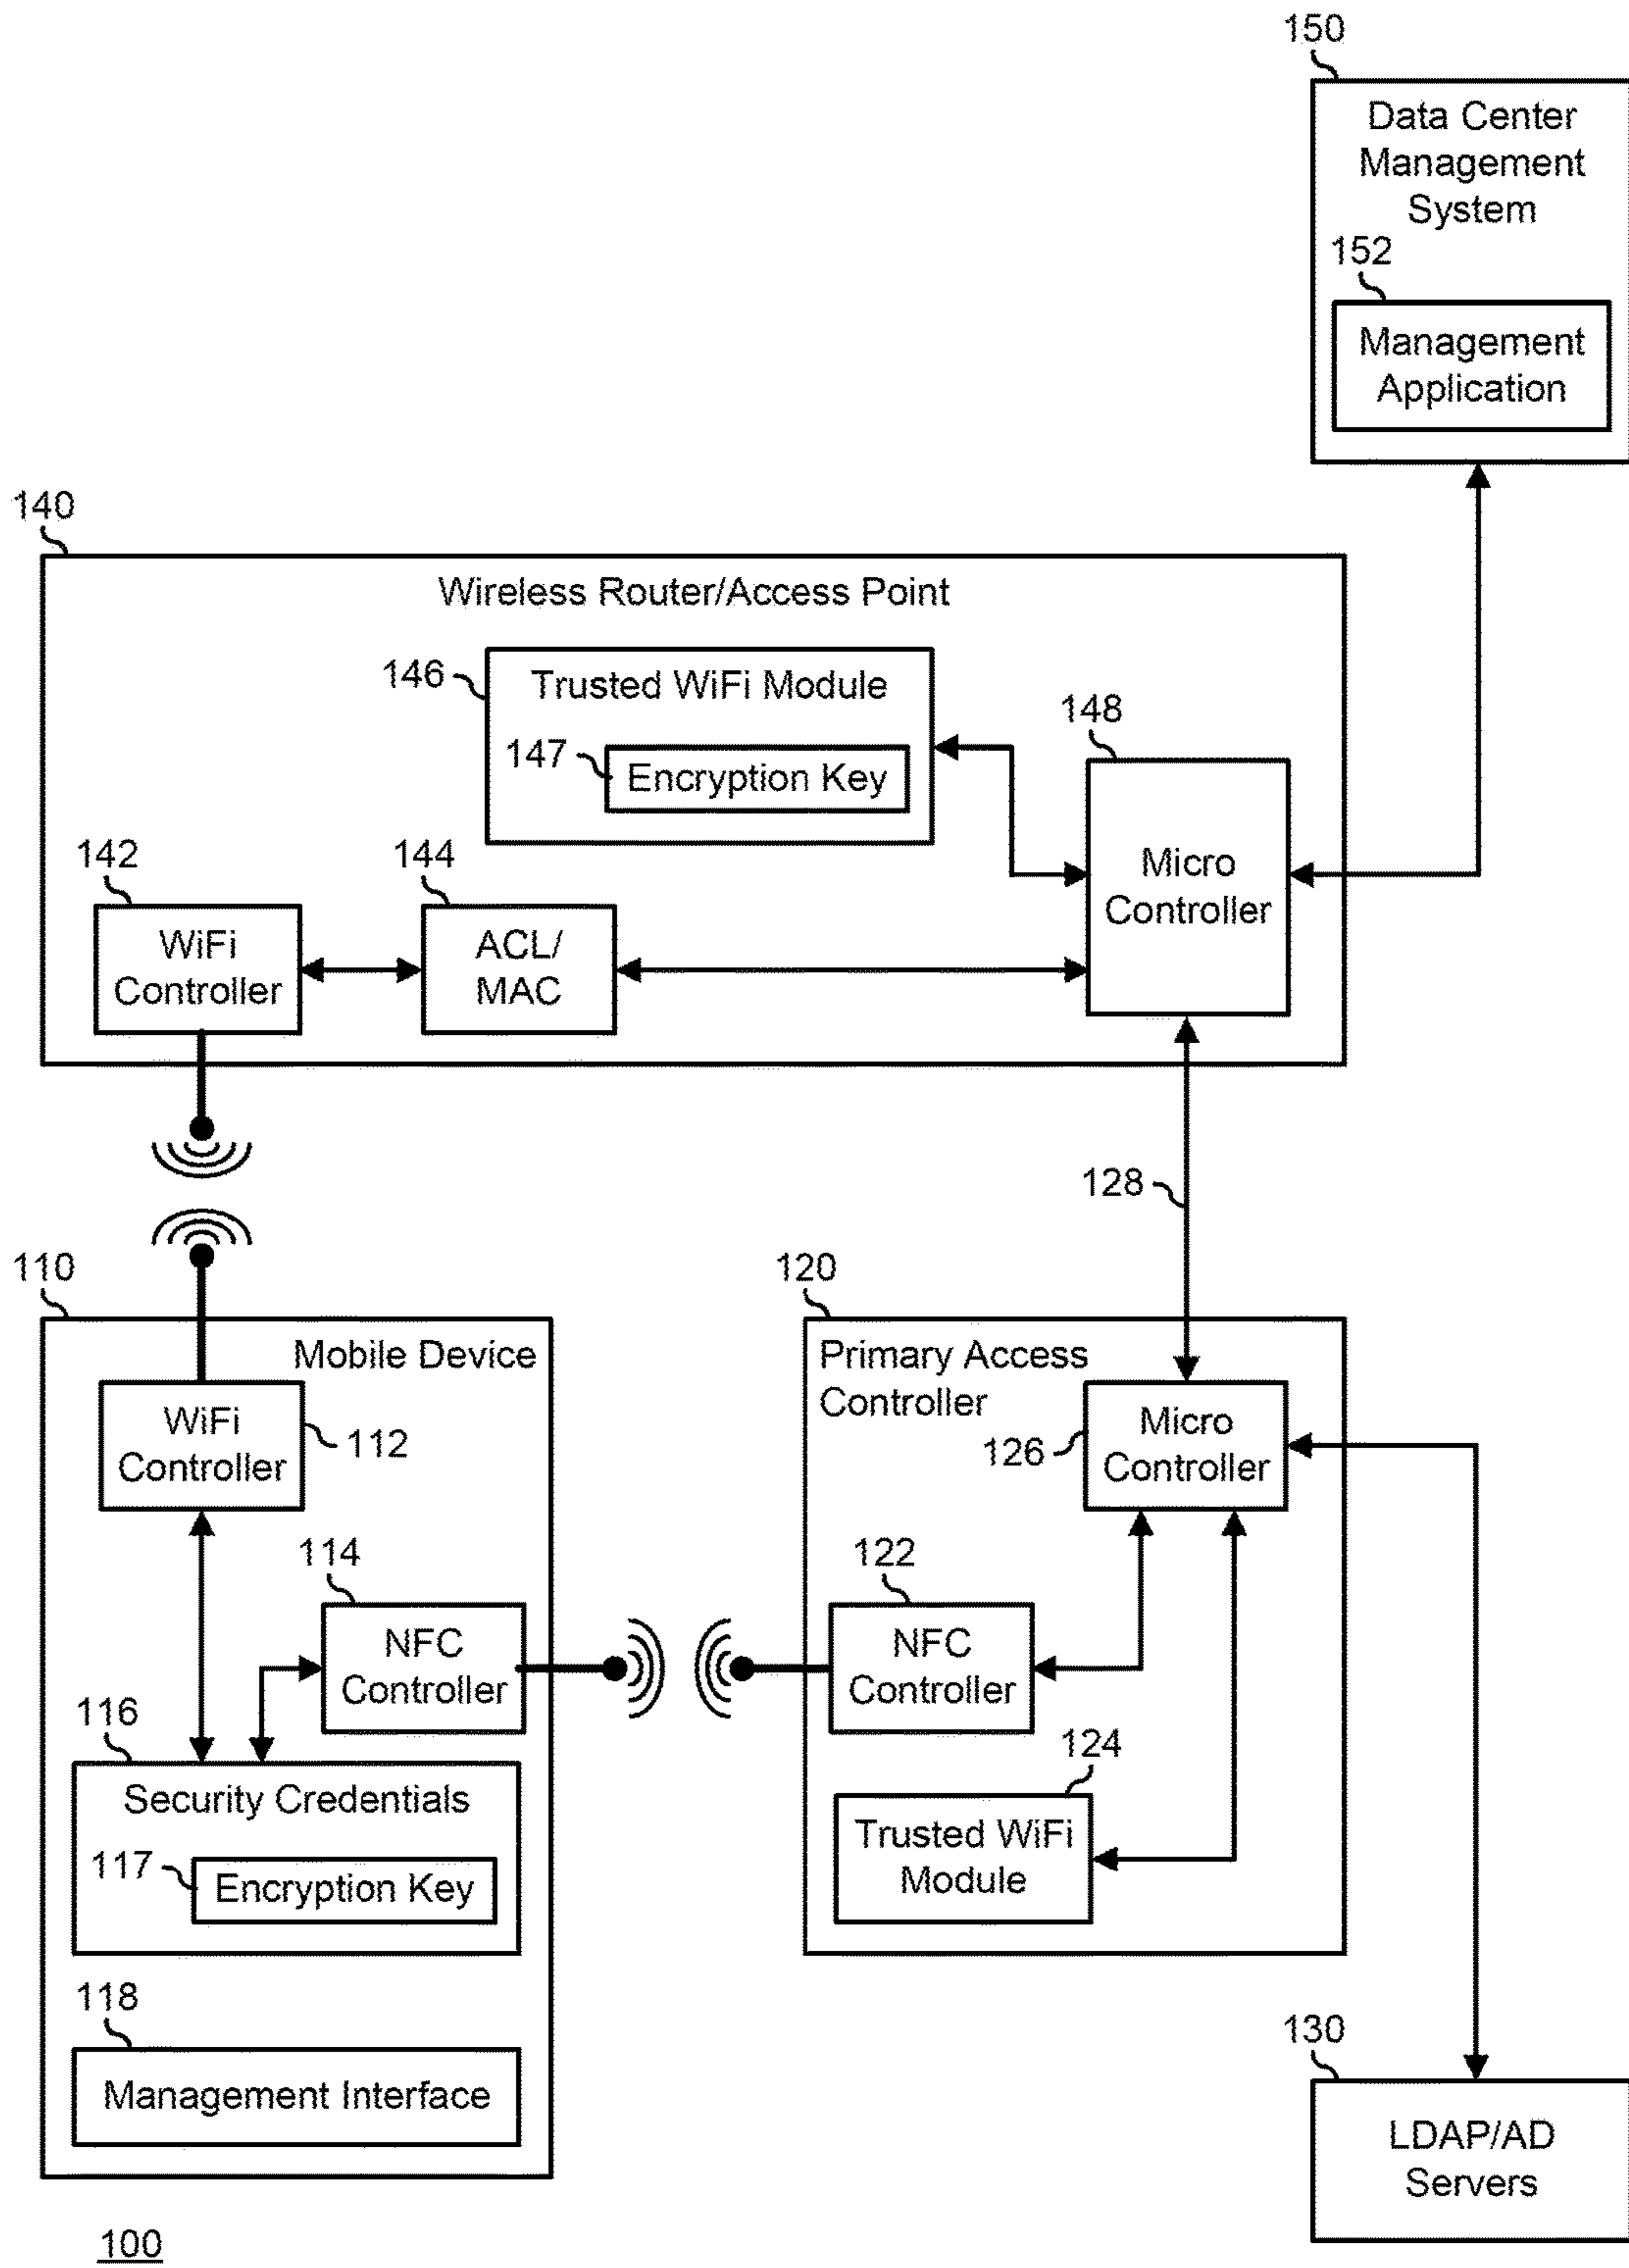 150
Data Center
Management
System
152
Management
Application
140
Wireless Router/Access Point
146
Trusted WiFi Module
147
Encryption Key
148
Micro
Controller
142
WiFi
Controller
144
ACL/
MAC
128
110
Mobile Device
WiFi
Controller
112
114
NFC
Controller
116
Security Credentials
117
Encryption Key
118
Management Interface
120
Primary Access
Controller
126
Micro
Controller
122
NFC
Controller
124
Trusted WiFi
Module
130
LDAP/AD
Servers
100